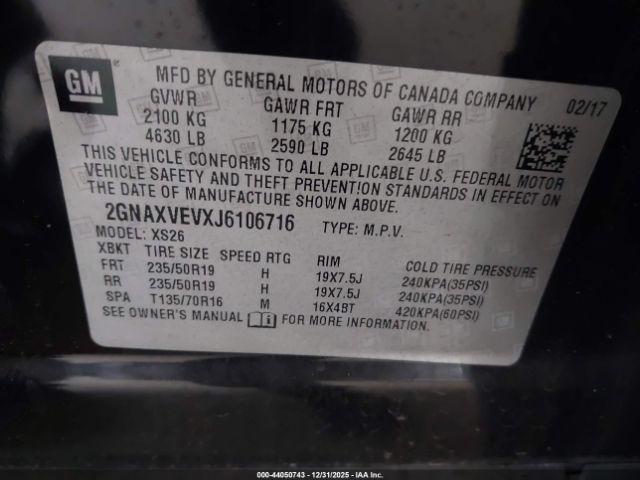 GM
MFD BY GENERAL MOTORS OF CANADA COMPANY 02/17
GVWR GAWR FRT GAWR RR
2100 KG 1175 KG 1200 KG
4630 LB 2590 LB 2645 LB
THIS VEHICLE CONFORMS TO ALL APPLICABLE U.S. FEDERAL MOTOR
VEHICLE SAFETY AND THEFT PREVENTION STANDARDS IN EFFECT ON
THE DATE OF MANUFACTURE SHOWN ABOVE.
2GNAXVEVXJ6106716 TYPE: M.P.V.
MODEL: XS26
XBKT TIRE SIZE SPEED RTG RIM COLD TIRE PRESSURE
FRT 235/50R19 H 19X7.5J 240KPA(35PSI)
RR 235/50R19 H 19X7.5J 240KPA(35PSI)
SPA T135/70R16 M 16X4BT 420KPA(60PSI)
SEE OWNER'S MANUAL FOR MORE INFORMATION.
000-44050743 - 12/31/2025 - IAA Inc.